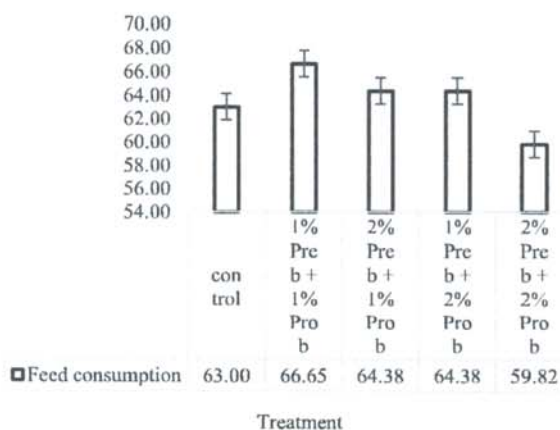 70.00
68.00
66.00
64.00
62.00
60.00
58.00
56.00
54.00
con
trol
1%
Pre
b +
1%
Pro
b
2%
Pre
b +
1%
Pro
b
1%
Pre
b +
2%
Pro
b
2%
Pre
b +
2%
Pro
b
Feed consumption 63.00 66.65 64.38 64.38 59.82
Treatment